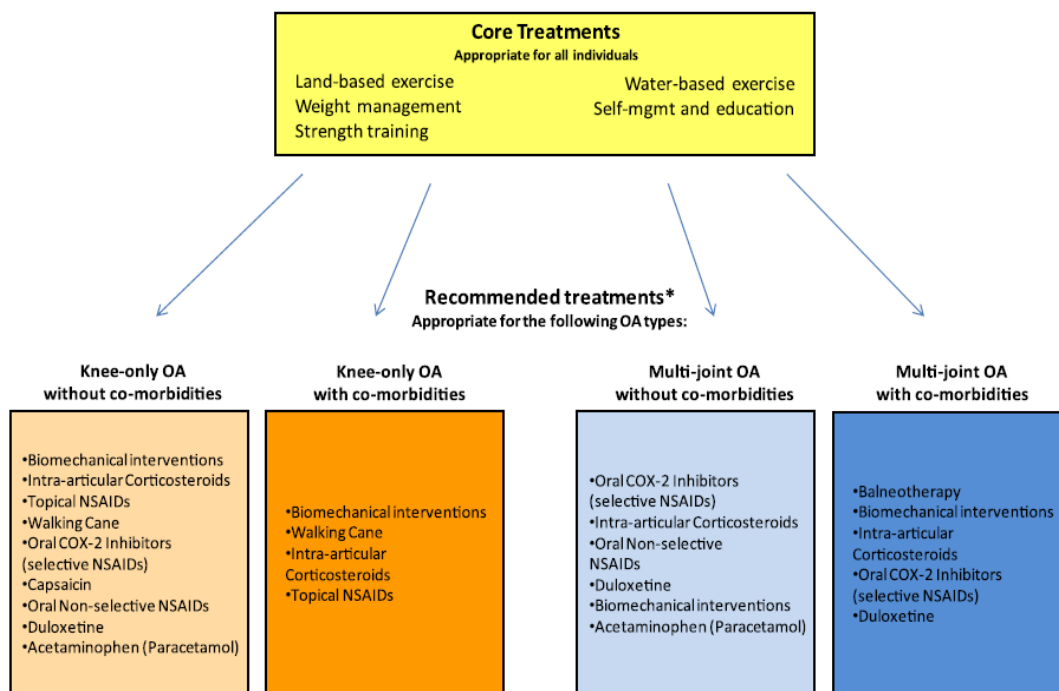 Core Treatments
Appropriate for all individuals
Land-based exercise
Weight management
Strength training
Water-based exercise
Self-mgmt and education
Recommended treatments*
Appropriate for the following OA types:
Knee-only OA
without co-morbidities
•Biomechanical interventions
•Intra-articular Corticosteroids
•Topical NSAIDs
•Walking Cane
•Oral COX-2 Inhibitors
(selective NSAIDs)
•Capsaicin
•Oral Non-selective NSAIDs
•Duloxetine
•Acetaminophen (Paracetamol)
Knee-only OA
with co-morbidities
•Biomechanical interventions
•Walking Cane
•Intra-articular
Corticosteroids
•Topical NSAIDs
Multi-joint OA
without co-morbidities
•Oral COX-2 Inhibitors
(selective NSAIDs)
•Intra-articular Corticosteroids
•Oral Non-selective
NSAIDs
•Duloxetine
•Biomechanical interventions
•Acetaminophen (Paracetamol)
Multi-joint OA
with co-morbidities
•Balneotherapy
•Biomechanical interventions
•Intra-articular
Corticosteroids
•Oral COX-2 Inhibitors
(selective NSAIDs)
•Duloxetine